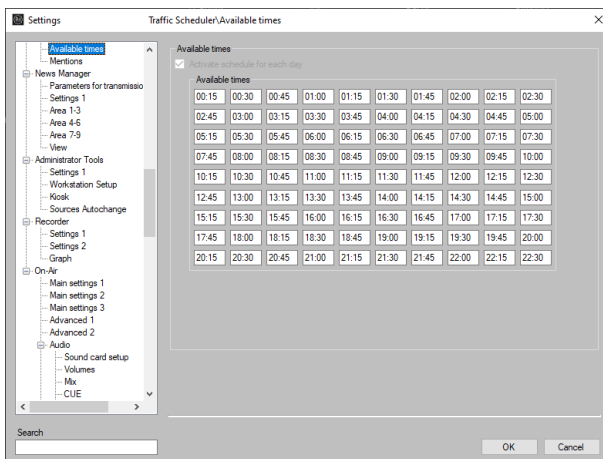 Settings
Traffic Scheduler\Available times
Available times
Mentions
News Manager
Parameters for transmissio
Settings 1
Area 1-3
Area 4-6
Area 7-9
View
Administrator Tools
Settings 1
Workstation Setup
Kiosk
Sources Autochange
Recorder
Settings 1
Settings 2
Graph
On-Air
Main settings 1
Main settings 2
Main settings 3
Advanced 1
Advanced 2
Audio
Sound card setup
Volumes
Mix
CUE
Search
Available times
Activate schedule for each day
Available times
00:15 00:30 00:45 01:00 01:15 01:30 01:45 02:00 02:15 02:30
02:45 03:00 03:15 03:30 03:45 04:00 04:15 04:30 04:45 05:00
05:15 05:30 05:45 06:00 06:15 06:30 06:45 07:00 07:15 07:30
07:45 08:00 08:15 08:30 08:45 09:00 09:15 09:30 09:45 10:00
10:15 10:30 10:45 11:00 11:15 11:30 11:45 12:00 12:15 12:30
12:45 13:00 13:15 13:30 13:45 14:00 14:15 14:30 14:45 15:00
15:15 15:30 15:45 16:00 16:15 16:30 16:45 17:00 17:15 17:30
17:45 18:00 18:15 18:30 18:45 19:00 19:15 19:30 19:45 20:00
20:15 20:30 20:45 21:00 21:15 21:30 21:45 22:00 22:15 22:30
OK Cancel